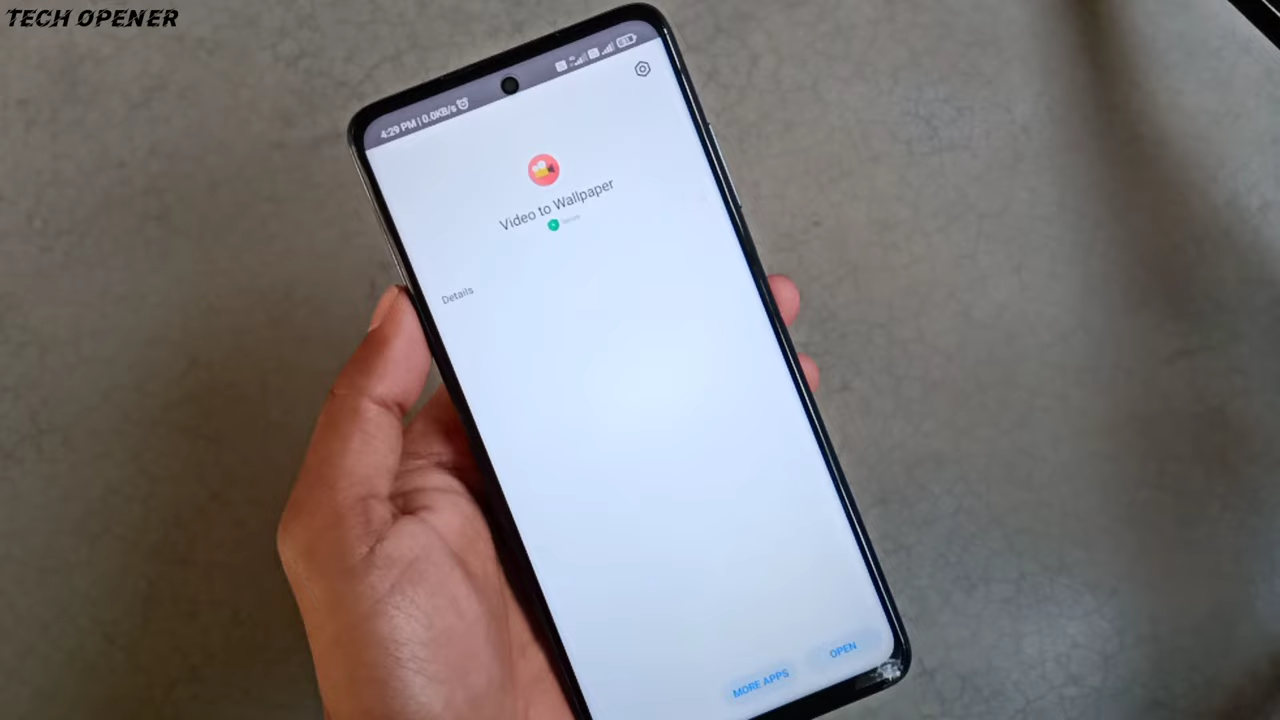 TECH OPENER
4:29 PM | 0.0KB/s
Video to Wallpaper
Details
MORE APPS
OPEN